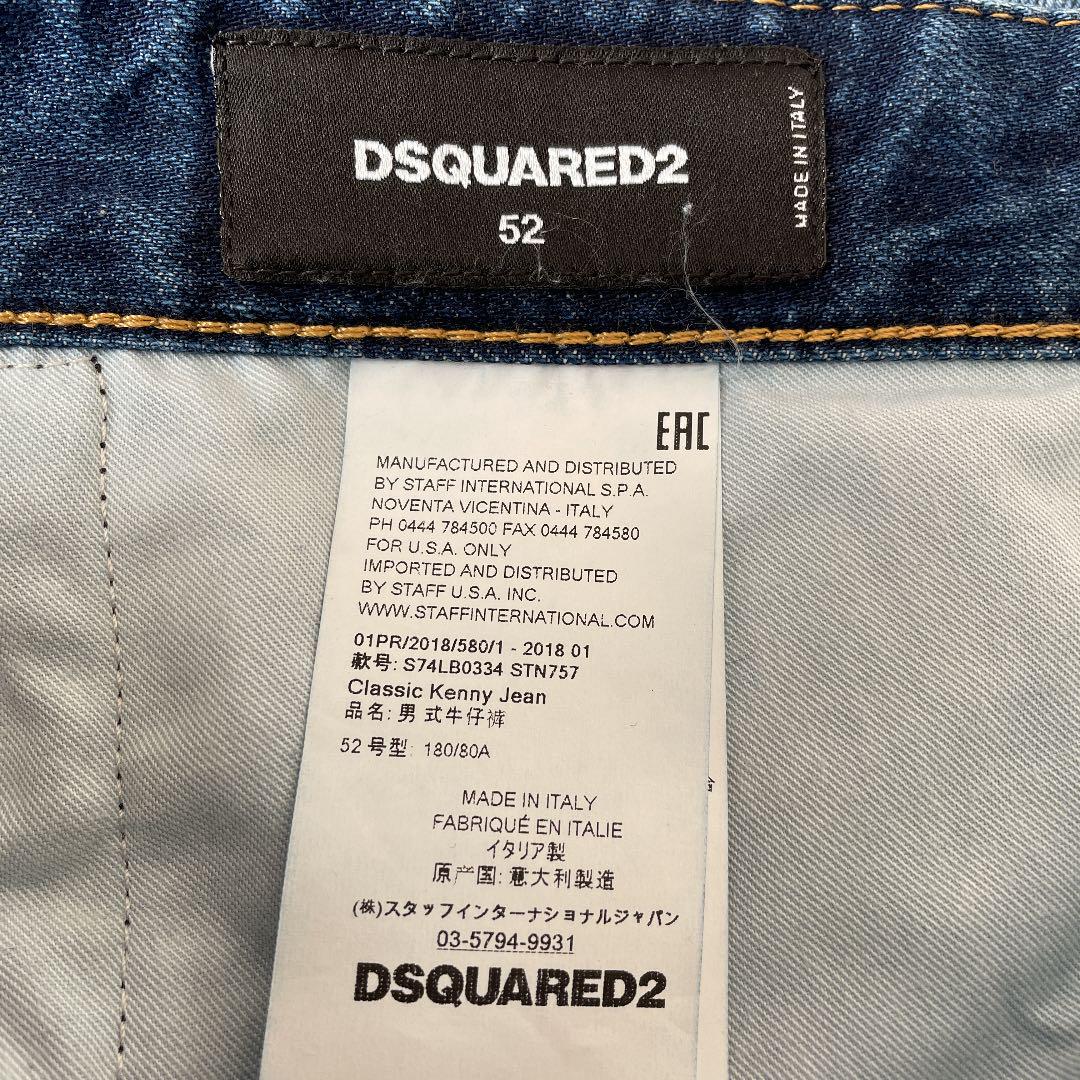 DSQUARED2
52
MADE IN ITALY
EAC
MANUFACTURED AND DISTRIBUTED
BY STAFF INTERNATIONAL S.P.A.
NOVENTA VICENTINA - ITALY
PH 0444 784500 FAX 0444 784580
FOR U.S.A. ONLY
IMPORTED AND DISTRIBUTED
BY STAFF U.S.A. INC.
WWW.STAFFINTERNATIONAL.COM
01PR/2018/580/1 - 2018 01
款号: S74LB0334 STN757
Classic Kenny Jean
品名: 男式牛仔裤
52 号型: 180/80A
MADE IN ITALY
FABRIQUÉ EN ITALIE
イタリア製
原产国: 意大利製造
(株)スタッフインターナショナルジャパン
03-5794-9931
DSQUARED2